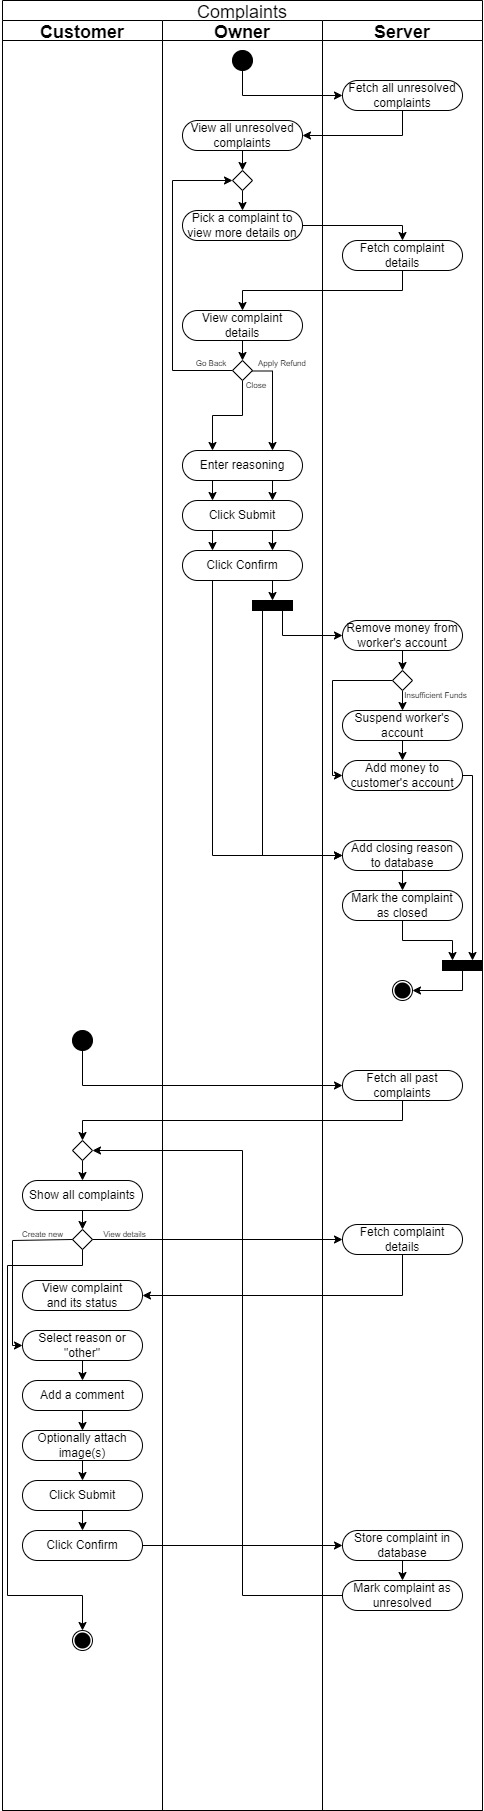 Complaints
Customer
Owner
Server
Fetch all unresolved
complaints
View all unresolved
complaints
Pick a complaint to
view more details on
Fetch complaint
details
View complaint
details
Go Back
Apply Refund
Close
Enter reasoning
Click Submit
Click Confirm
Remove money from
worker's account
Insufficient Funds
Suspend worker's
account
Add money to
customer's account
Add closing reason
to database
Mark the complaint
as closed
Fetch all past
complaints
Show all complaints
Create new
View details
Fetch complaint
details
View complaint
and its status
Select reason or
"other"
Add a comment
Optionally attach
image(s)
Click Submit
Click Confirm
Store complaint in
database
Mark complaint as
unresolved